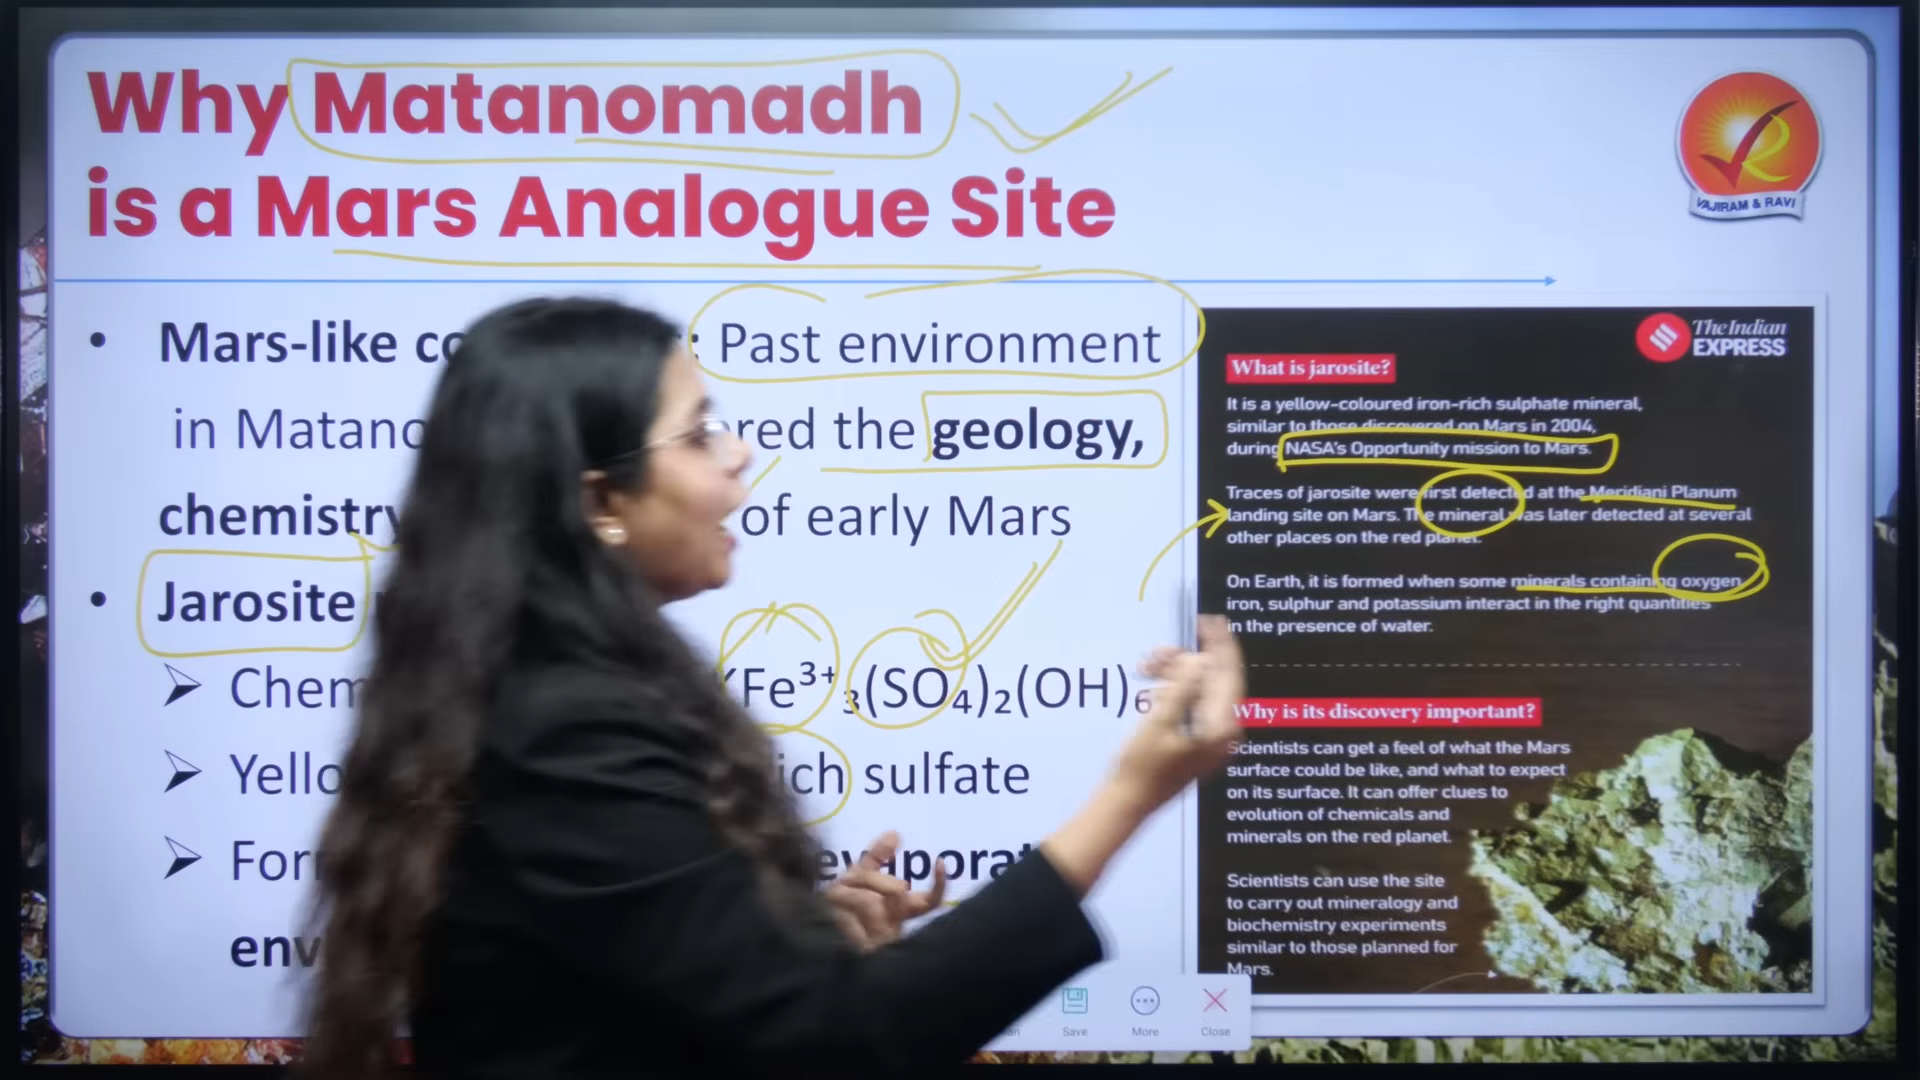 Why Matanomadh
is a Mars Analogue Site
VAJIRAM & RAVI
• Mars-like : Past environment
in the geology,
chemistry of early Mars
• Jarosite
➢ Fe³⁺₃(SO₄)₂(OH)₆
➢ sulfate
➢
The Indian
EXPRESS
What is jarosite?
It is a yellow-coloured iron-rich sulphate mineral,
similar to those discovered on Mars in 2004,
during NASA's Opportunity mission to Mars.
Traces of jarosite were first detected at the Meridiani Planum
landing site on Mars. The mineral was later detected at several
other places on the red planet.
On Earth, it is formed when some minerals containing oxygen,
iron, sulphur and potassium interact in the right quantities
in the presence of water.
Why is its discovery important?
Scientists can get a feel of what the Mars
surface could be like, and what to expect
on its surface. It can offer clues to
evolution of chemicals and
minerals on the red planet.
Scientists can use the site
to carry out mineralogy and
biochemistry experiments
similar to those planned for
Mars.
Save More Close